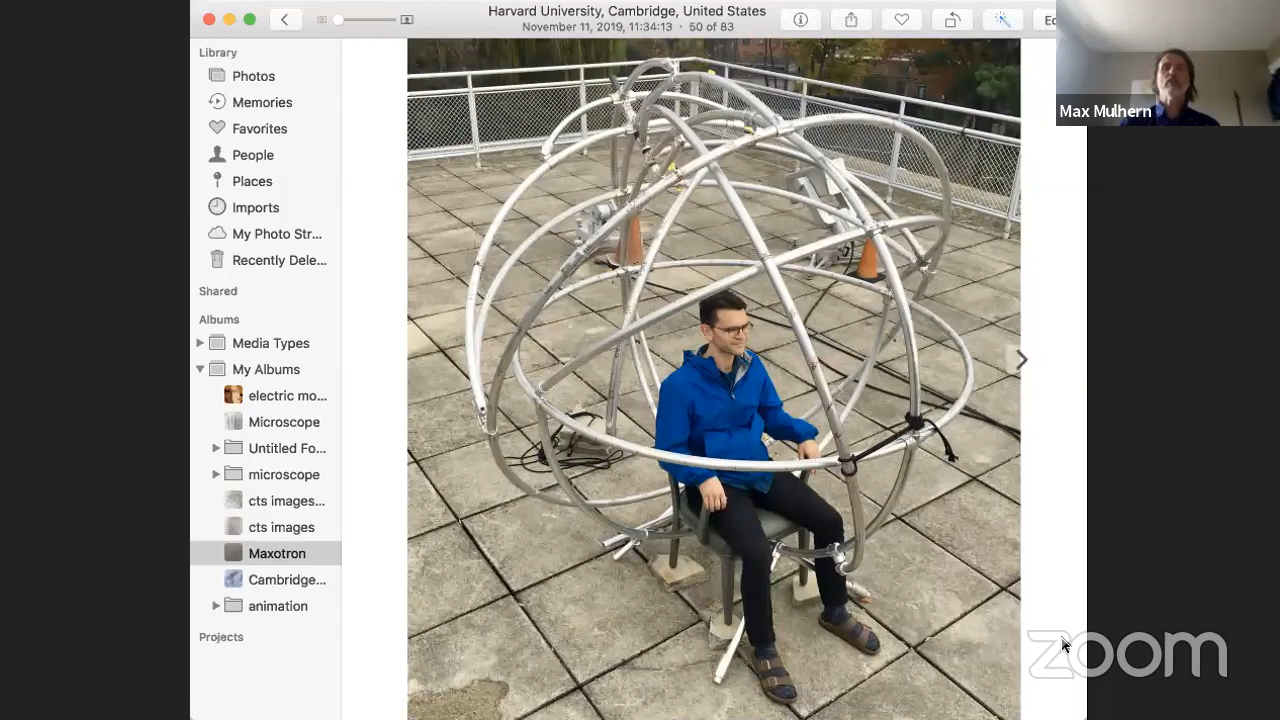 Harvard University, Cambridge, United States
November 11, 2019, 11:34:13 · 50 of 83
Library
Photos
Memories
Favorites
People
Places
Imports
My Photo Str...
Recently Dele...
Shared
Albums
Media Types
My Albums
electric mo...
Microscope
Untitled Fo...
microscope
cts images...
cts images
Maxotron
Cambridge...
animation
Projects
Max Mulhern
zoom